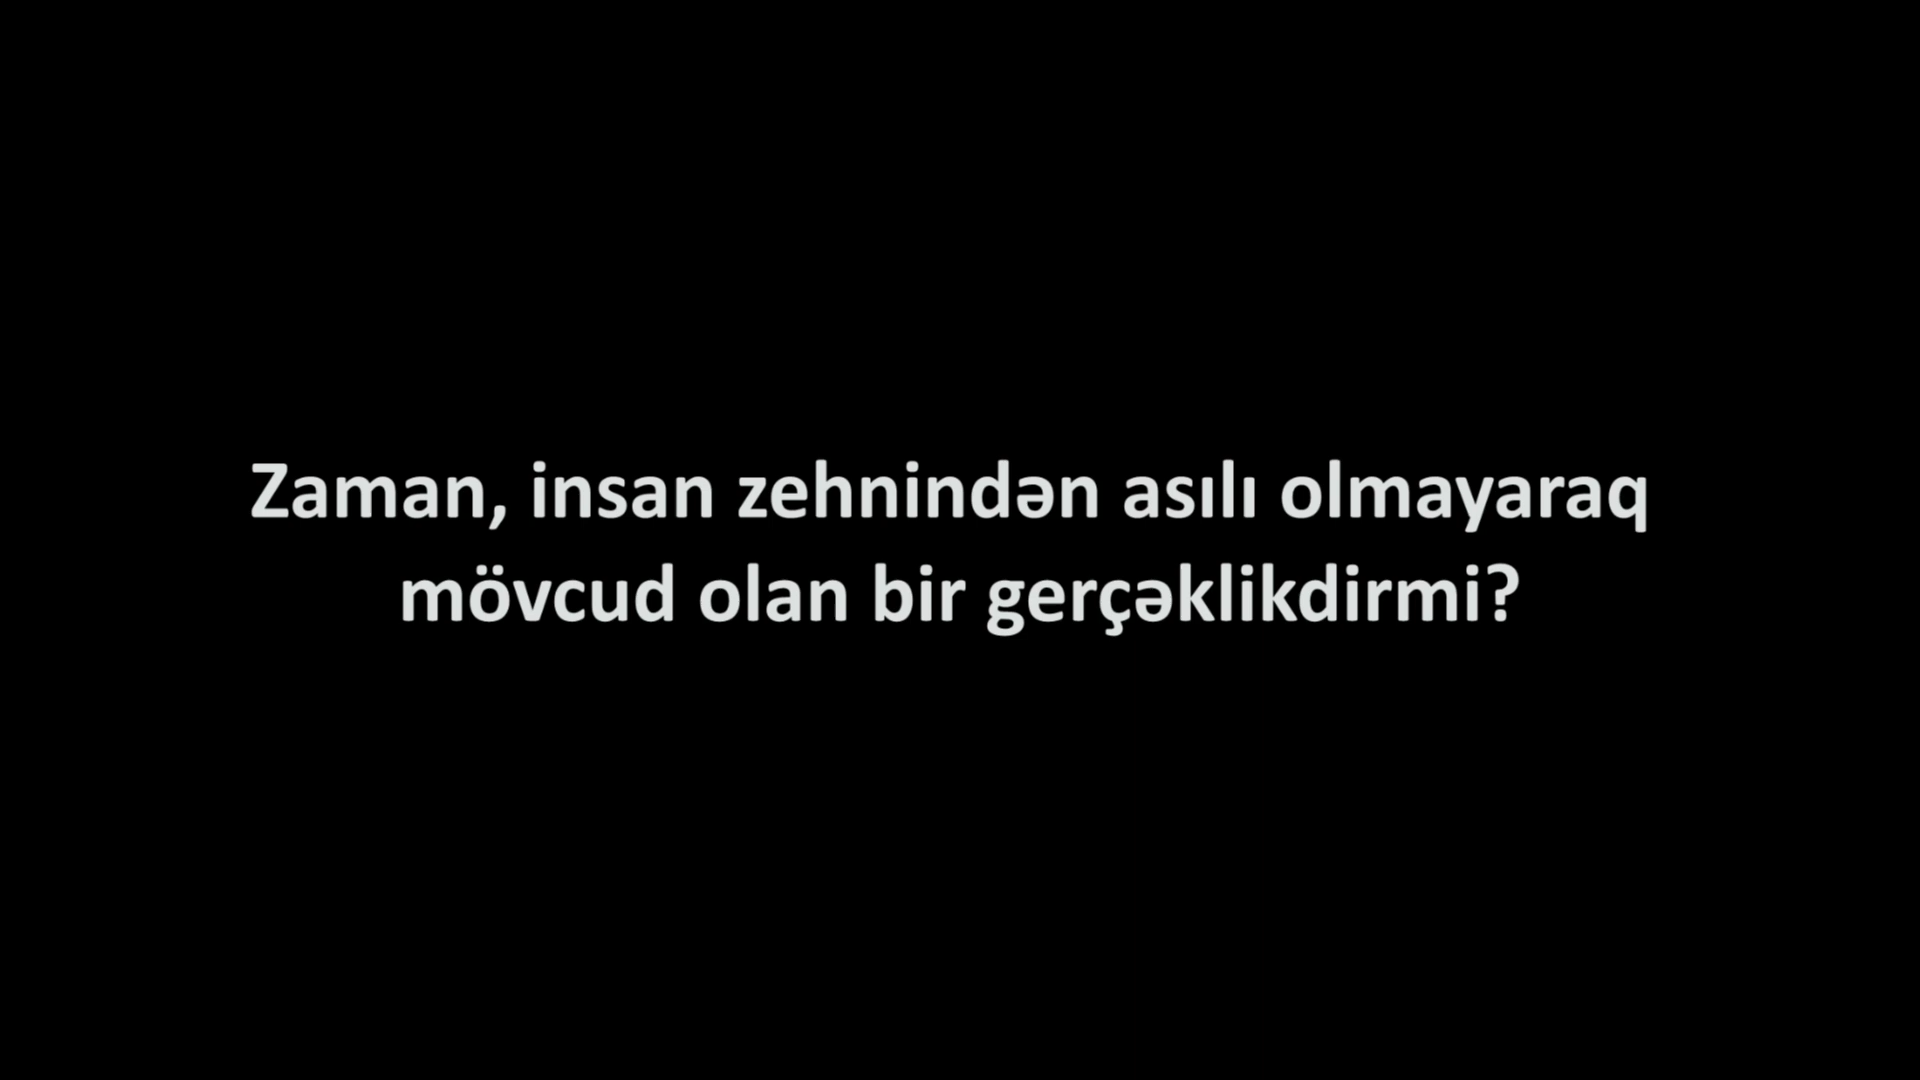 Zaman, insan zehnindən asılı olmayaraq
mövcud olan bir gerçəklikdirmi?